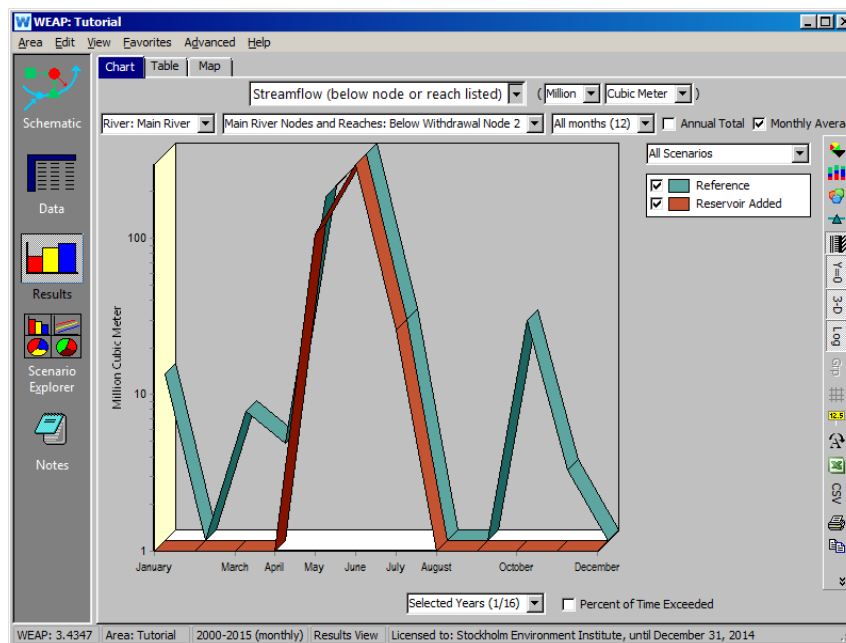 WEAP: Tutorial
Area Edit View Favorites Advanced Help
Chart Table Map
Streamflow (below node or reach listed) ( Million Cubic Meter )
River: Main River Main River Nodes and Reaches: Below Withdrawal Node 2 All months (12) Annual Total Monthly Avera
All Scenarios
Reference
Reservoir Added
Schematic
Data
Results
Scenario
Explorer
Notes
Million Cubic Meter
100
10
1
January March April May June July August October December
Y=0
3-D
Log
Grp
12.5
A
CSV
Selected Years (1/16) Percent of Time Exceeded
WEAP: 3.4347 Area: Tutorial 2000-2015 (monthly) Results View Licensed to: Stockholm Environment Institute, until December 31, 2014